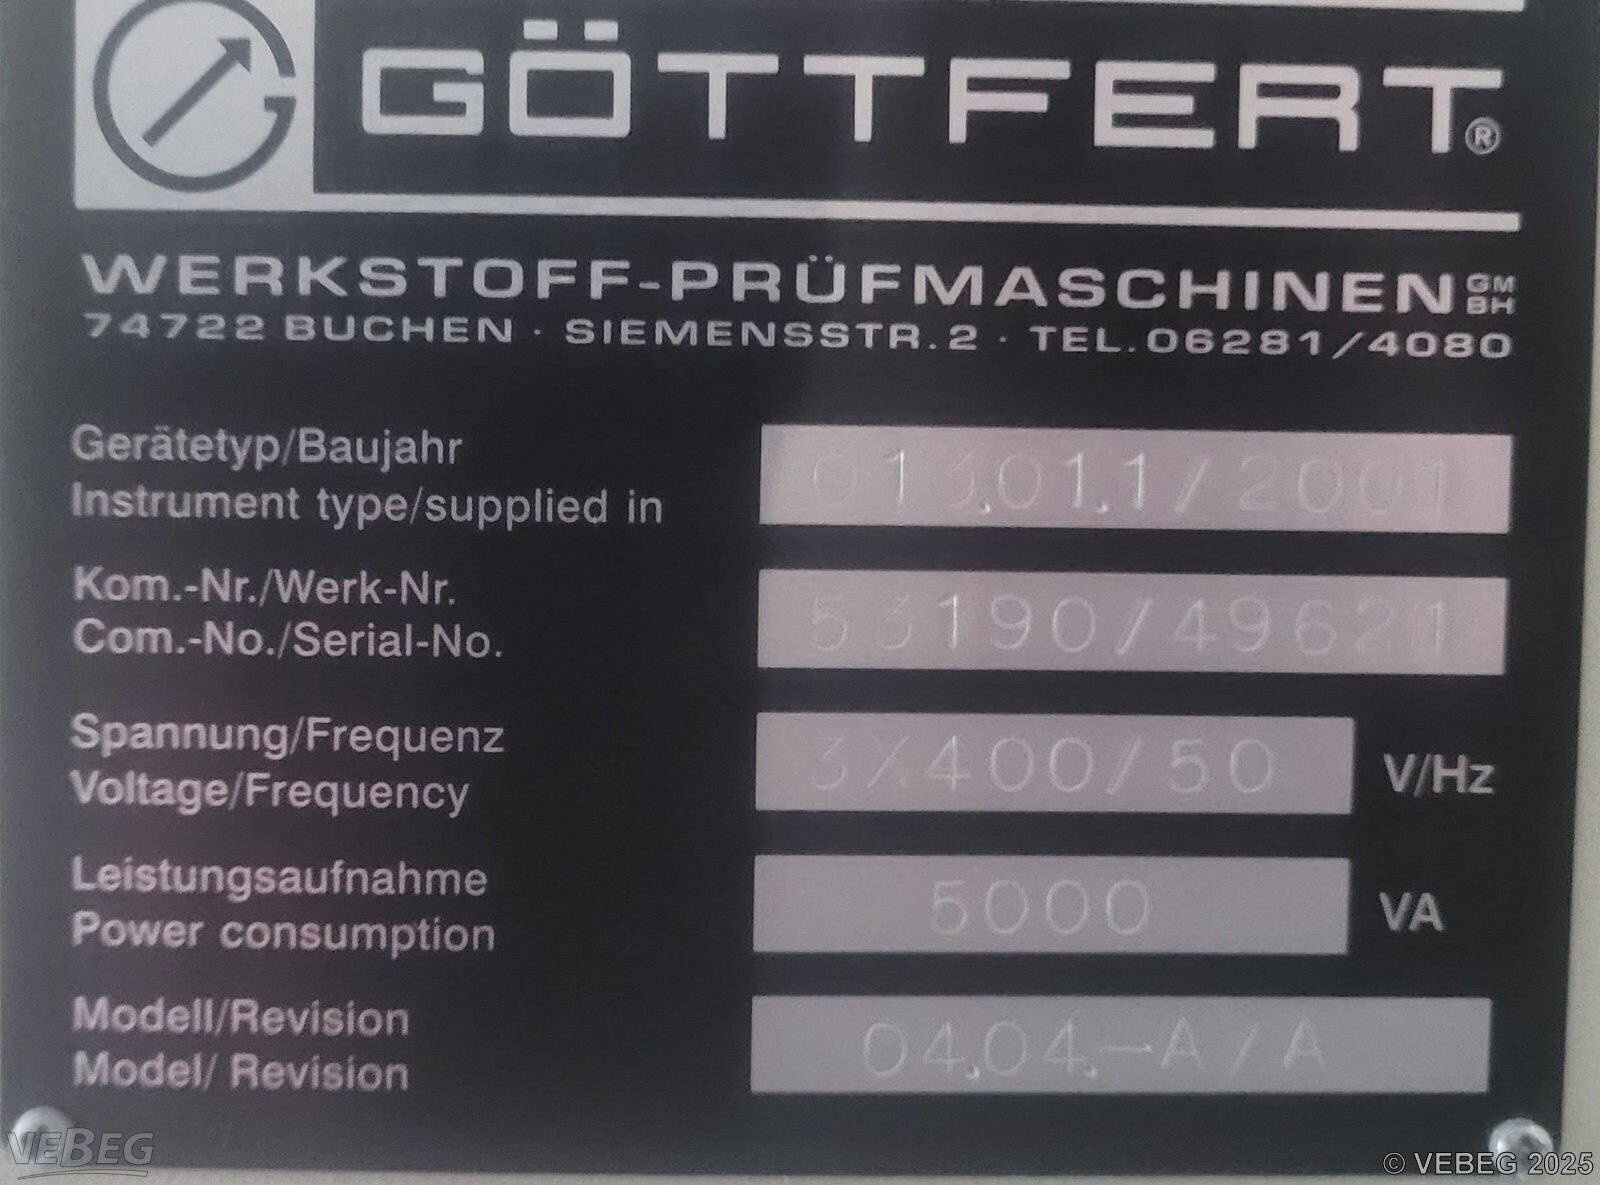 GÖTTFERT®
WERKSTOFF-PRÜFMASCHINEN GMBH
74722 BUCHEN · SIEMENSSTR.2 · TEL.06281/4080
Gerätetyp/Baujahr
Instrument type/supplied in
013.01.1/2001
Kom.-Nr./Werk-Nr.
Com.-No./Serial-No.
53190/49621
Spannung/Frequenz
Voltage/Frequency
3X400/50 V/Hz
Leistungsaufnahme
Power consumption
5000 VA
Modell/Revision
Model/ Revision
04.04.-A/A
VEBEG
© VEBEG 2025